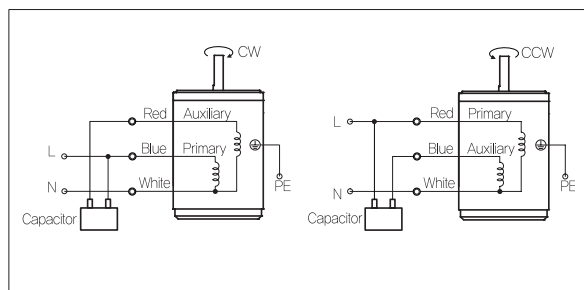 CW
Red Auxiliary
L Blue Primary
N White PE
Capacitor
CCW
L Red Primary
Blue Auxiliary
N White PE
Capacitor